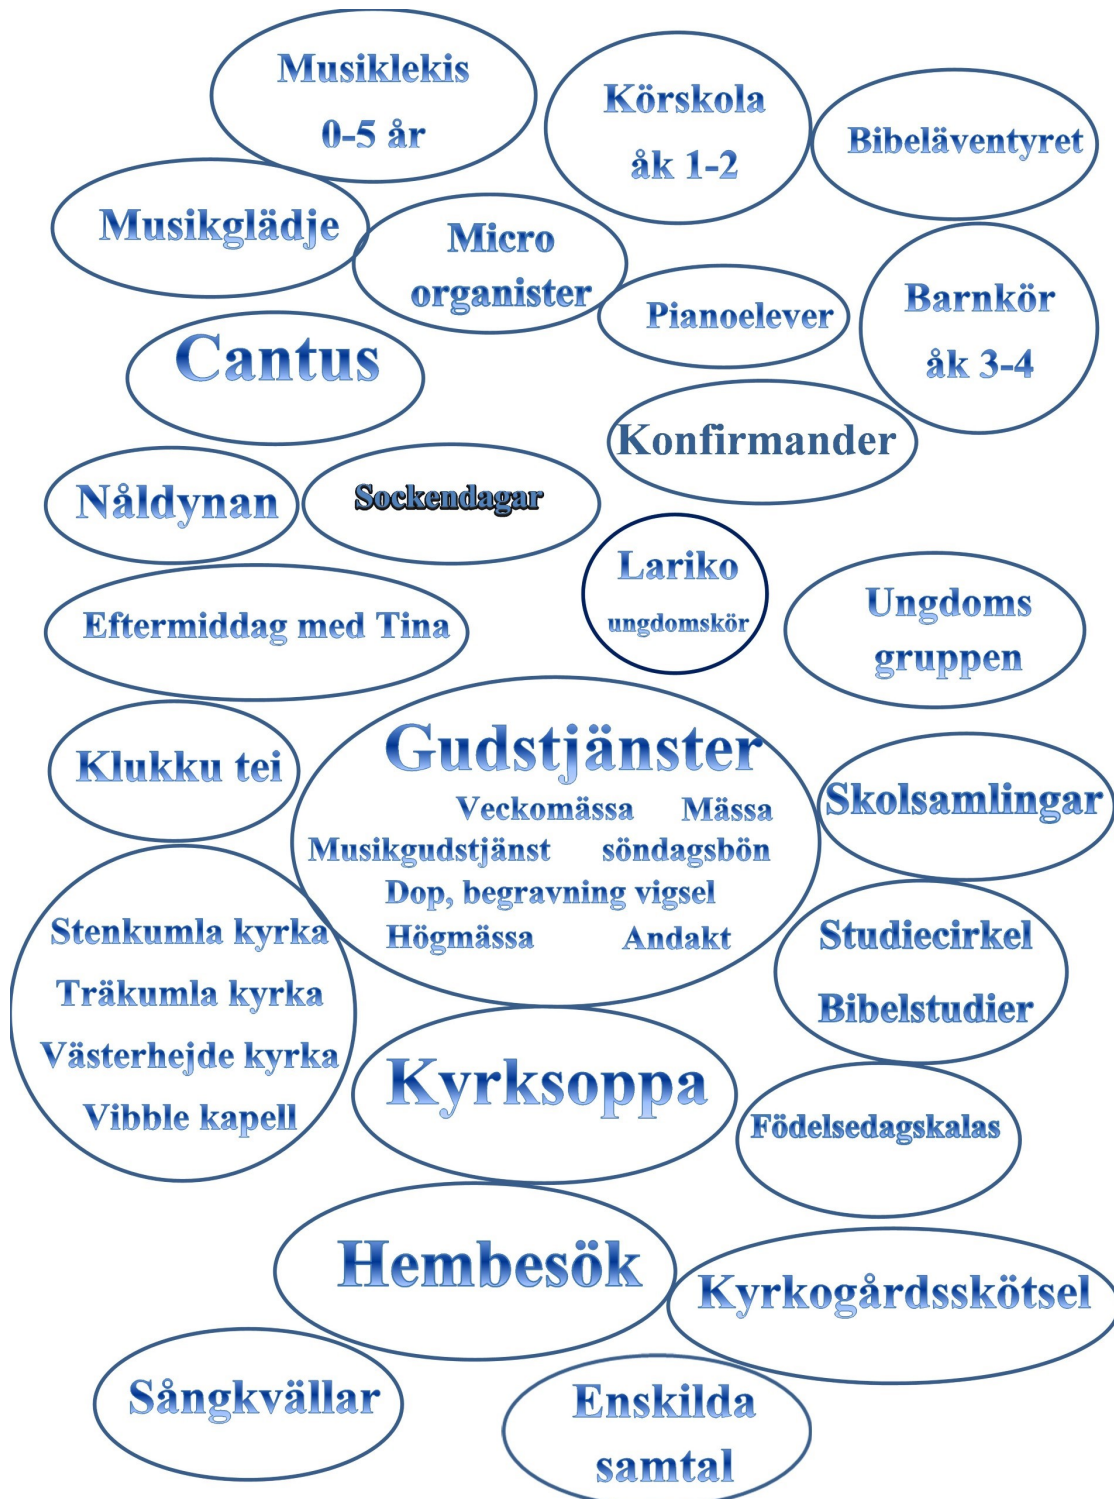 Musiklekis
0-5 år
Körskola
åk 1-2
Bibeläventyret
Musikglädje
Micro
organister
Pianoelever
Barnkör
åk 3-4
Cantus
Konfirmander
Nåldynan
Sockendagar
Lariko
ungdomskör
Ungdoms
gruppen
Eftermiddag med Tina
Klukku tei
Gudstjänster
Veckomässa Mässa
Musikgudstjänst söndagsbön
Dop, begravning vigsel
Högmässa Andakt
Skolsamlingar
Stenkumla kyrka
Träkumla kyrka
Västerhejde kyrka
Vibble kapell
Studiecirkel
Bibelstudier
Kyrksoppa
Födelsedagskalas
Hembesök
Kyrkogårdsskötsel
Sångkvällar
Enskilda
samtal